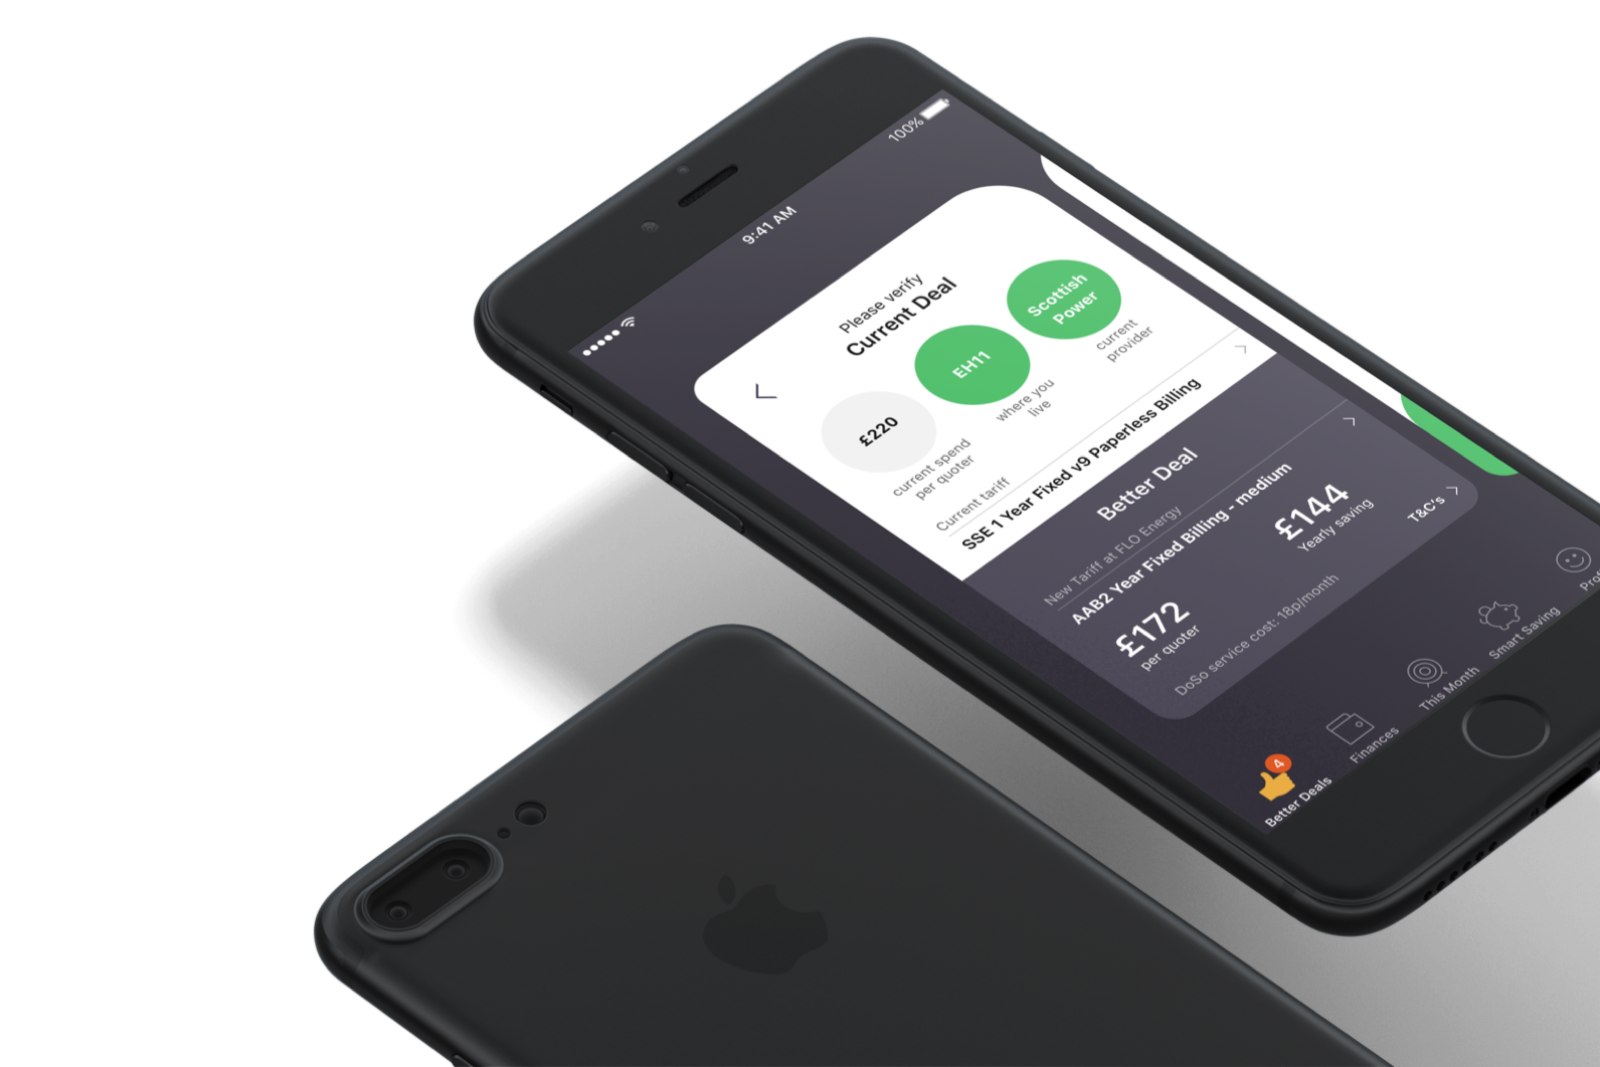 9:41 AM
100%
Please verify
Current Deal
£220
current spend
per quoter
EH11
where you
live
Scottish
Power
current
provider
Current tariff
SSE 1 Year Fixed v9 Paperless Billing
Better Deal
New Tariff at FLO Energy
AAB2 Year Fixed Billing - medium
£172
per quoter
£144
Yearly saving
DoSo service cost: 18p/month
T&C's
4
Better Deals
Finances
This Month
Smart Saving